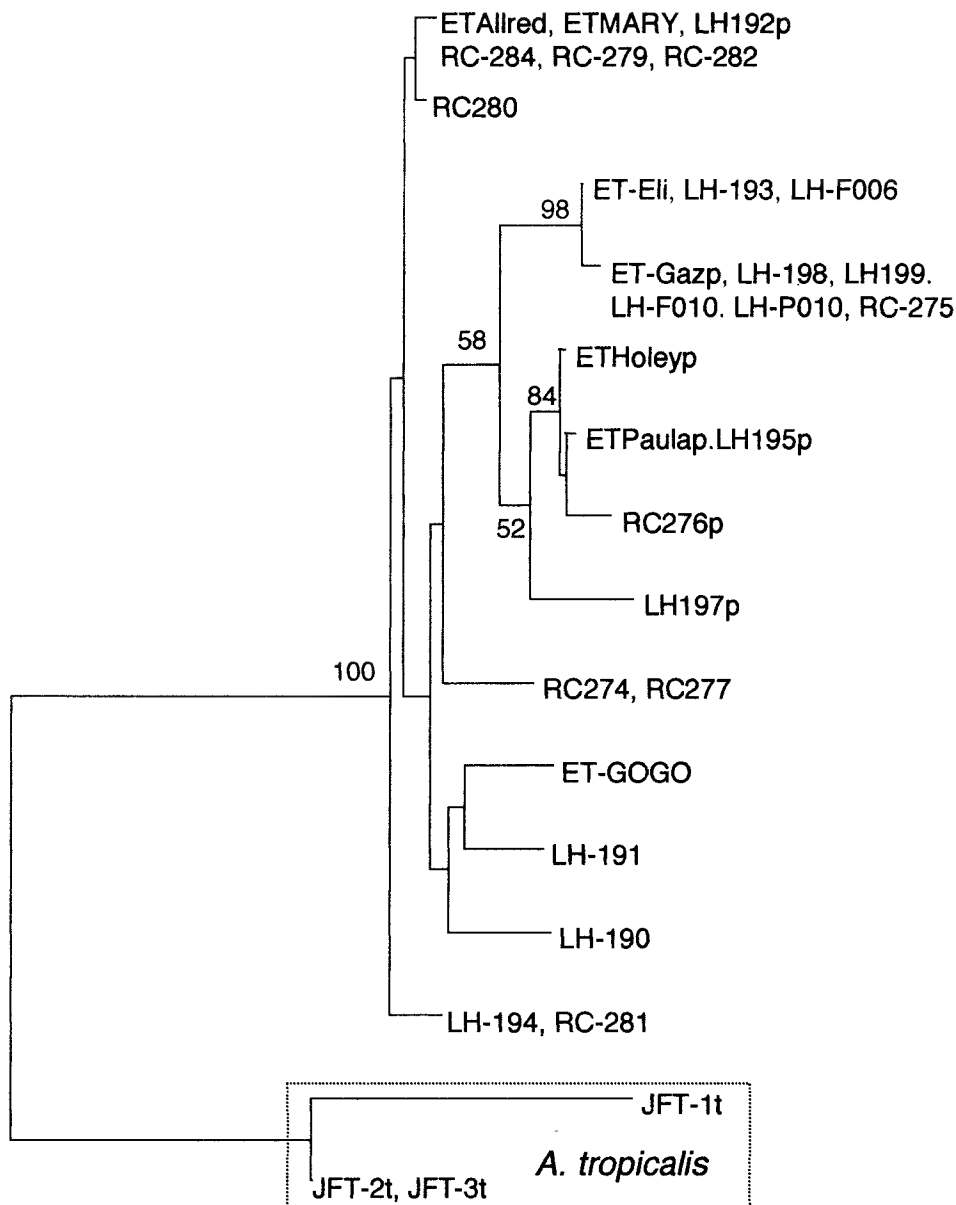 ETAllred, ETMARY, LH192p
RC-284, RC-279, RC-282
RC280
ET-Eli, LH-193, LH-F006
98
ET-Gazp, LH-198, LH199.
LH-F010. LH-P010, RC-275
58
ETHoleyp
84
ETPaulap.LH195p
RC276p
52
LH197p
100
RC274, RC277
ET-GOGO
LH-191
LH-190
LH-194, RC-281
JFT-1t
A. tropicalis
JFT-2t, JFT-3t